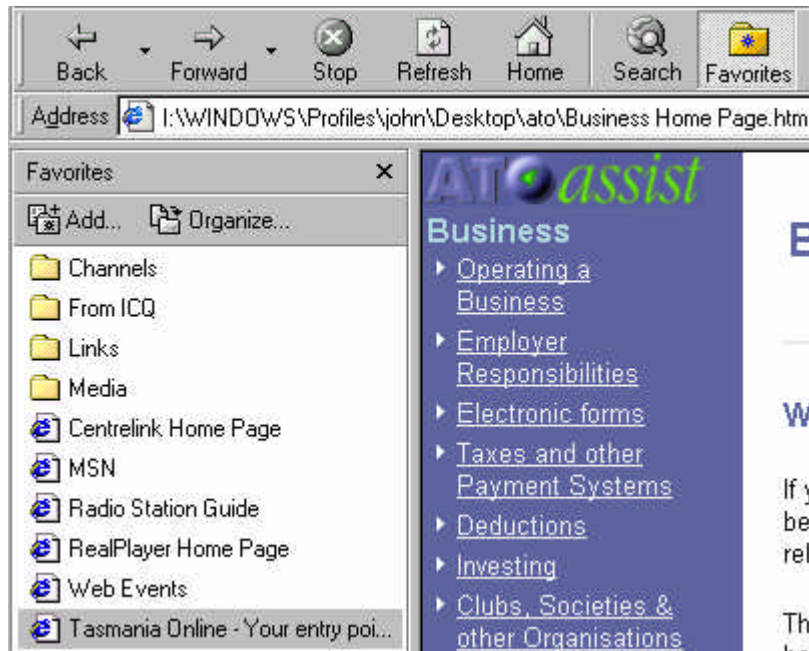 Back Forward Stop Refresh Home Search Favorites
Address I:\WINDOWS\Profiles\john\Desktop\ato\Business Home Page.htm
Favorites ×
Add... Organize...
Channels
From ICQ
Links
Media
Centrelink Home Page
MSN
Radio Station Guide
RealPlayer Home Page
Web Events
Tasmania Online - Your entry poi...
ATO assist
Business
Operating a
Business
Employer
Responsibilities
Electronic forms
Taxes and other
Payment Systems
Deductions
Investing
Clubs, Societies &
other Organisations
If
be